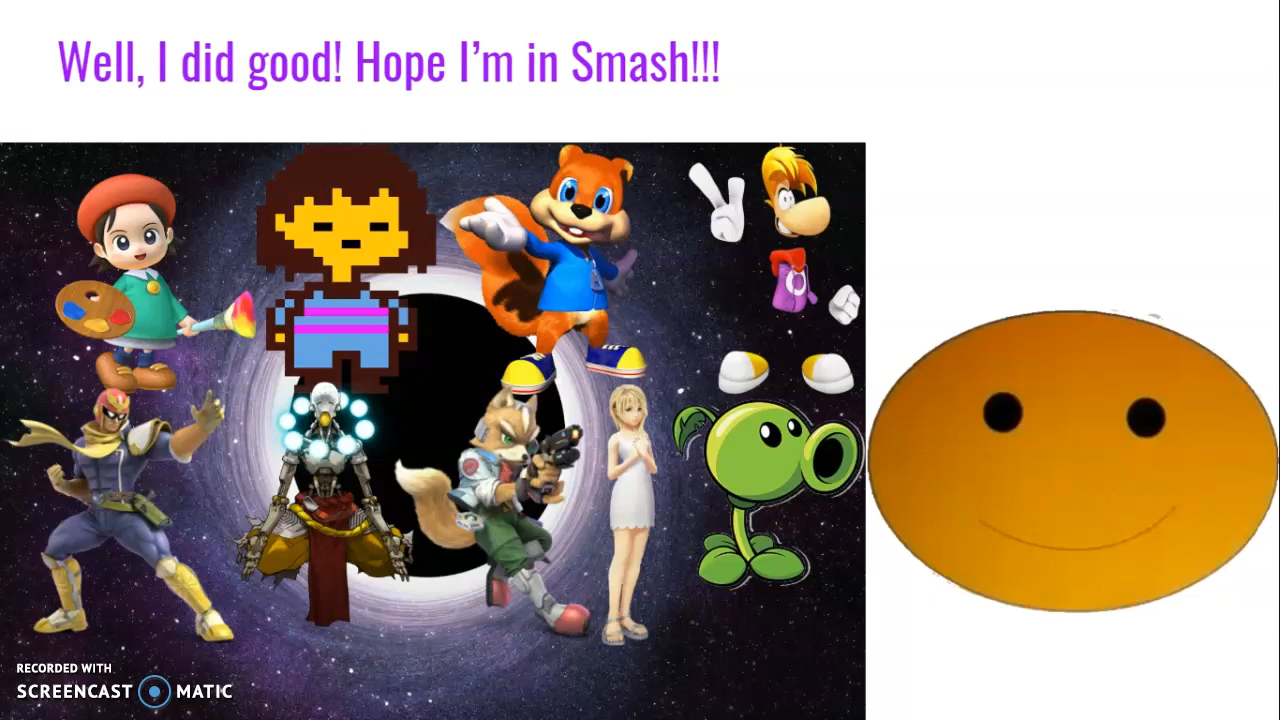 Well, I did good! Hope I'm in Smash!!!
RECORDED WITH
SCREENCAST MATIC